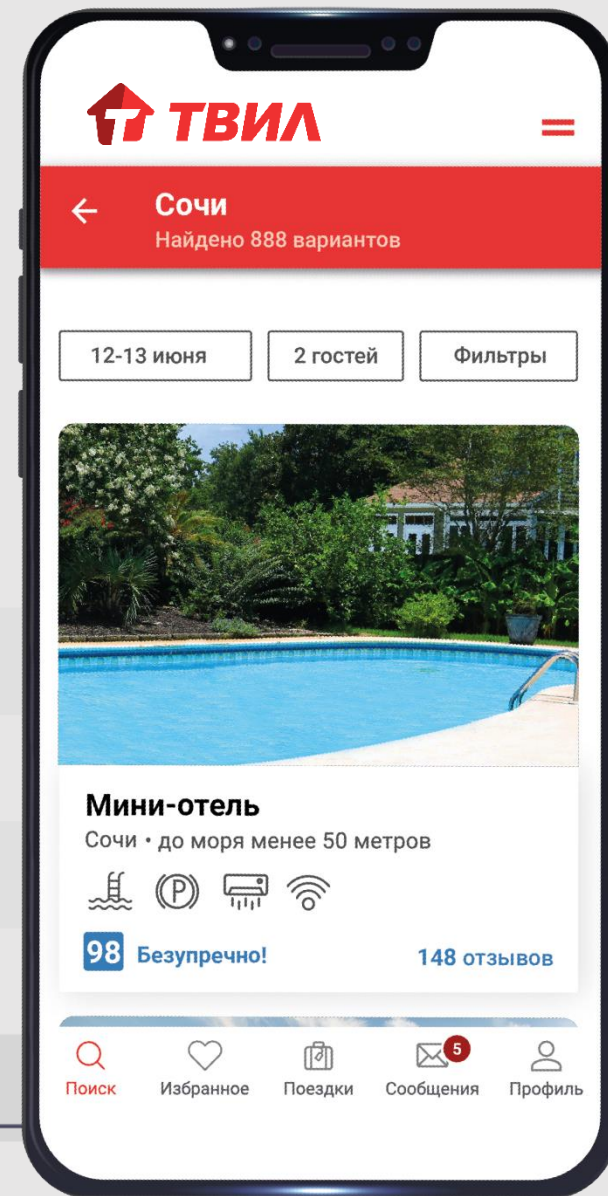 ТВИЛ
Сочи
Найдено 888 вариантов
12-13 июня
2 гостей
Фильтры
Мини-отель
Сочи • до моря менее 50 метров
P
98 Безупречно!
148 отзывов
5
Поиск
Избранное
Поездки
Сообщения
Профиль